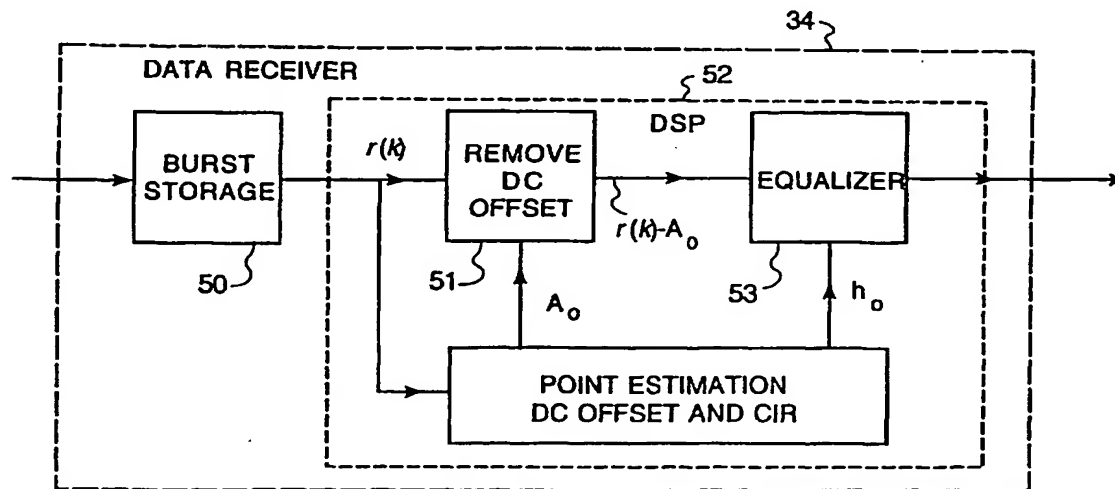 34
DATA RECEIVER
52
DSP
BURST
STORAGE
r(k)
REMOVE
DC
OFFSET
r(k)-A₀
EQUALIZER
50
51
53
A₀
h₀
POINT ESTIMATION
DC OFFSET AND CIR